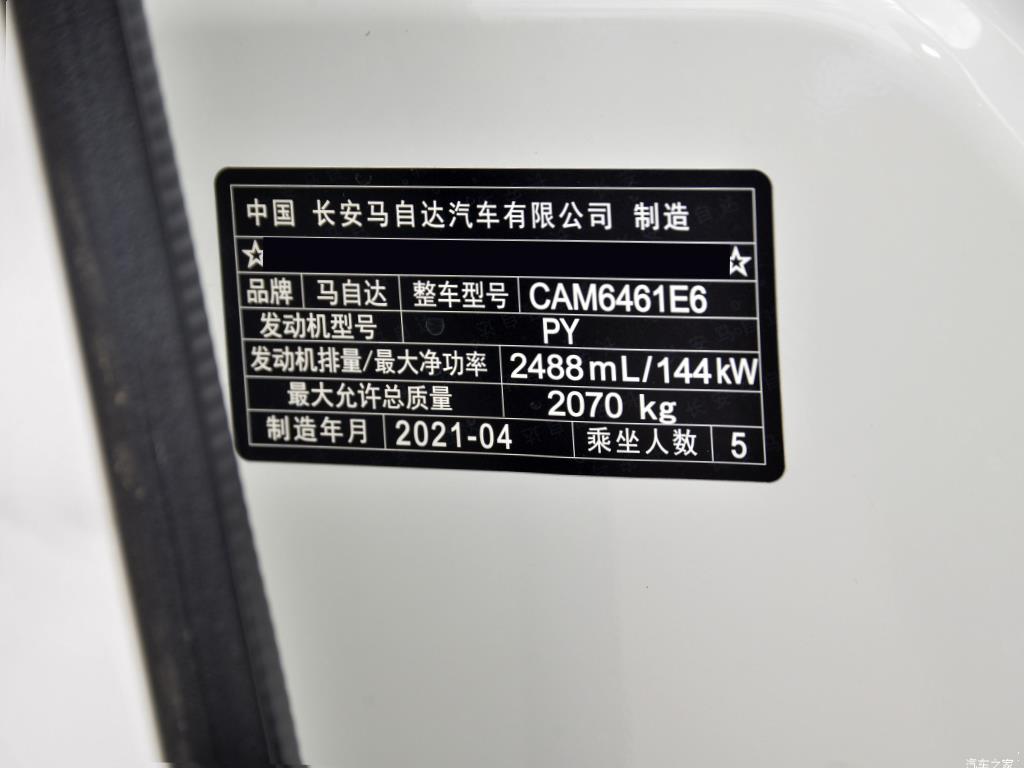 中国 长安马自达汽车有限公司 制造
☆ ☆
品牌 马自达 整车型号 CAM6461E6
发动机型号 PY
发动机排量/最大净功率 2488mL/144kW
最大允许总质量 2070 kg
制造年月 2021-04 乘坐人数 5
汽车之家